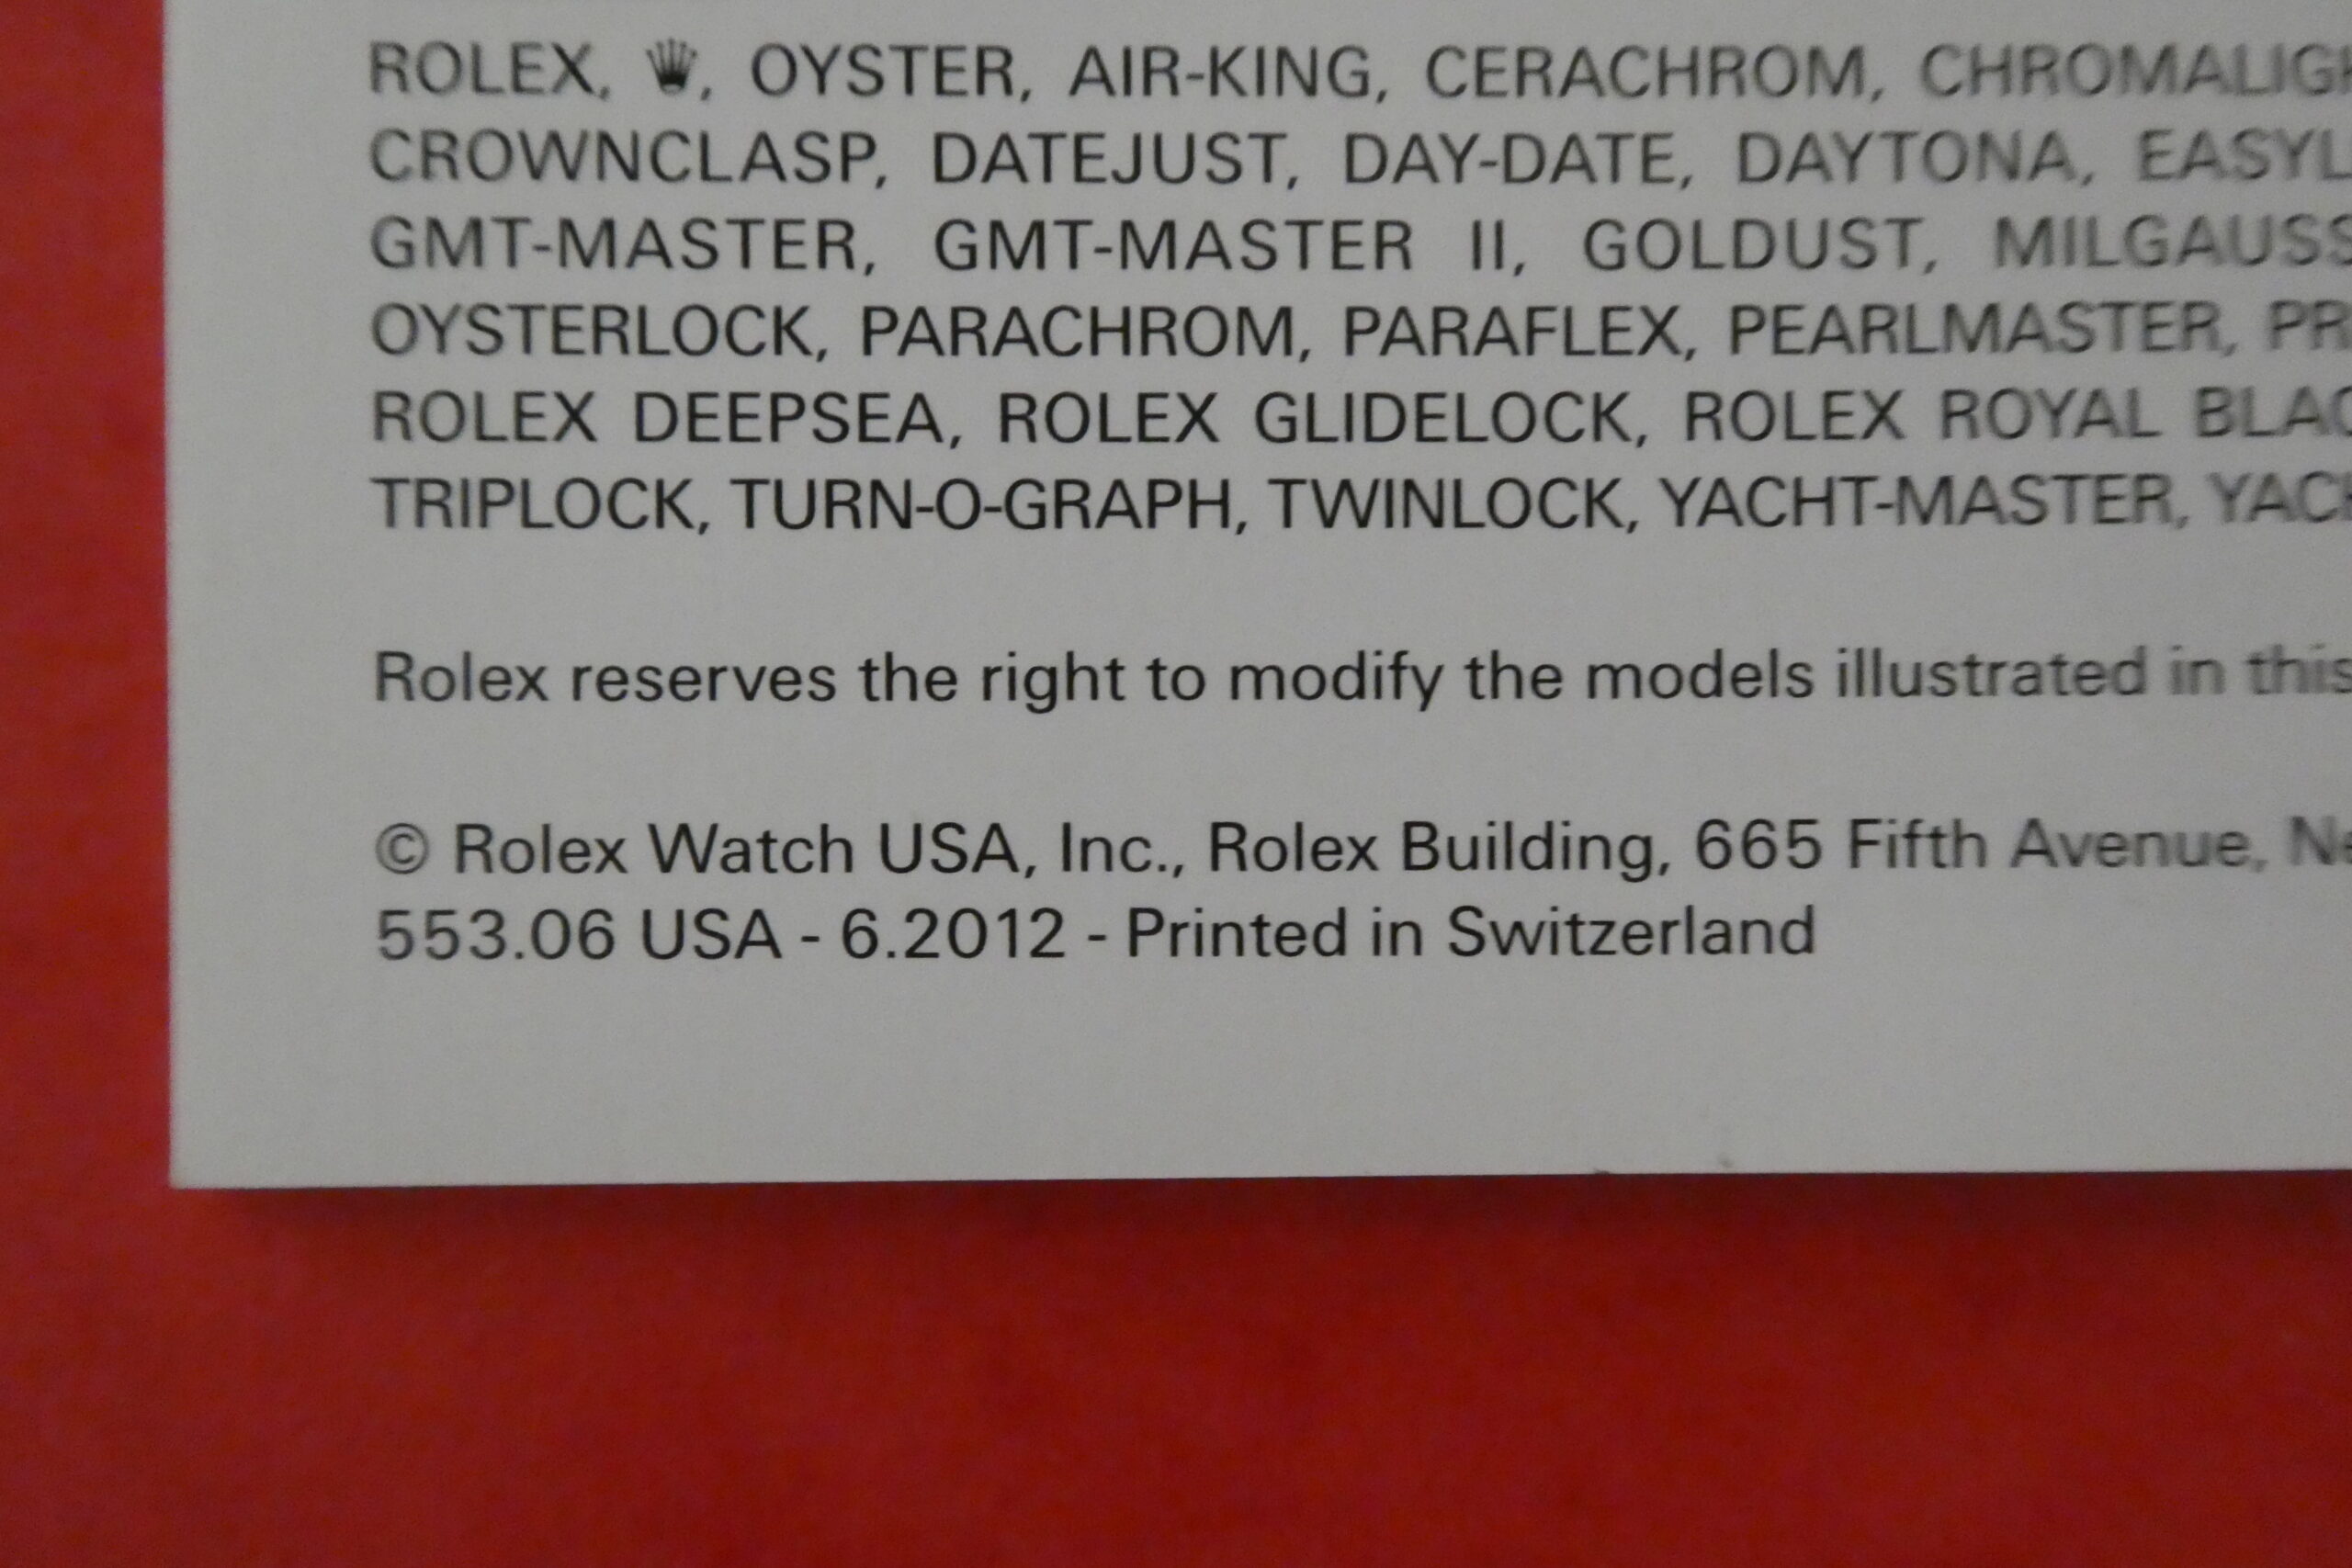 ROLEX, , OYSTER, AIR-KING, CERACHROM,
CROWNCLASP, DATEJUST, DAY-DATE, DAYTONA,
GMT-MASTER, GMT-MASTER II, GOLDUST, MILGAUSS
OYSTERLOCK, PARACHROM, PARAFLEX, PEARLMASTER,
ROLEX DEEPSEA, ROLEX GLIDELOCK, ROLEX ROYAL
TRIPLOCK, TURN-O-GRAPH, TWINLOCK, YACHT-MASTER,
Rolex reserves the right to modify the models illustrated in this
© Rolex Watch USA, Inc., Rolex Building, 665 Fifth Avenue,
553.06 USA - 6.2012 - Printed in Switzerland